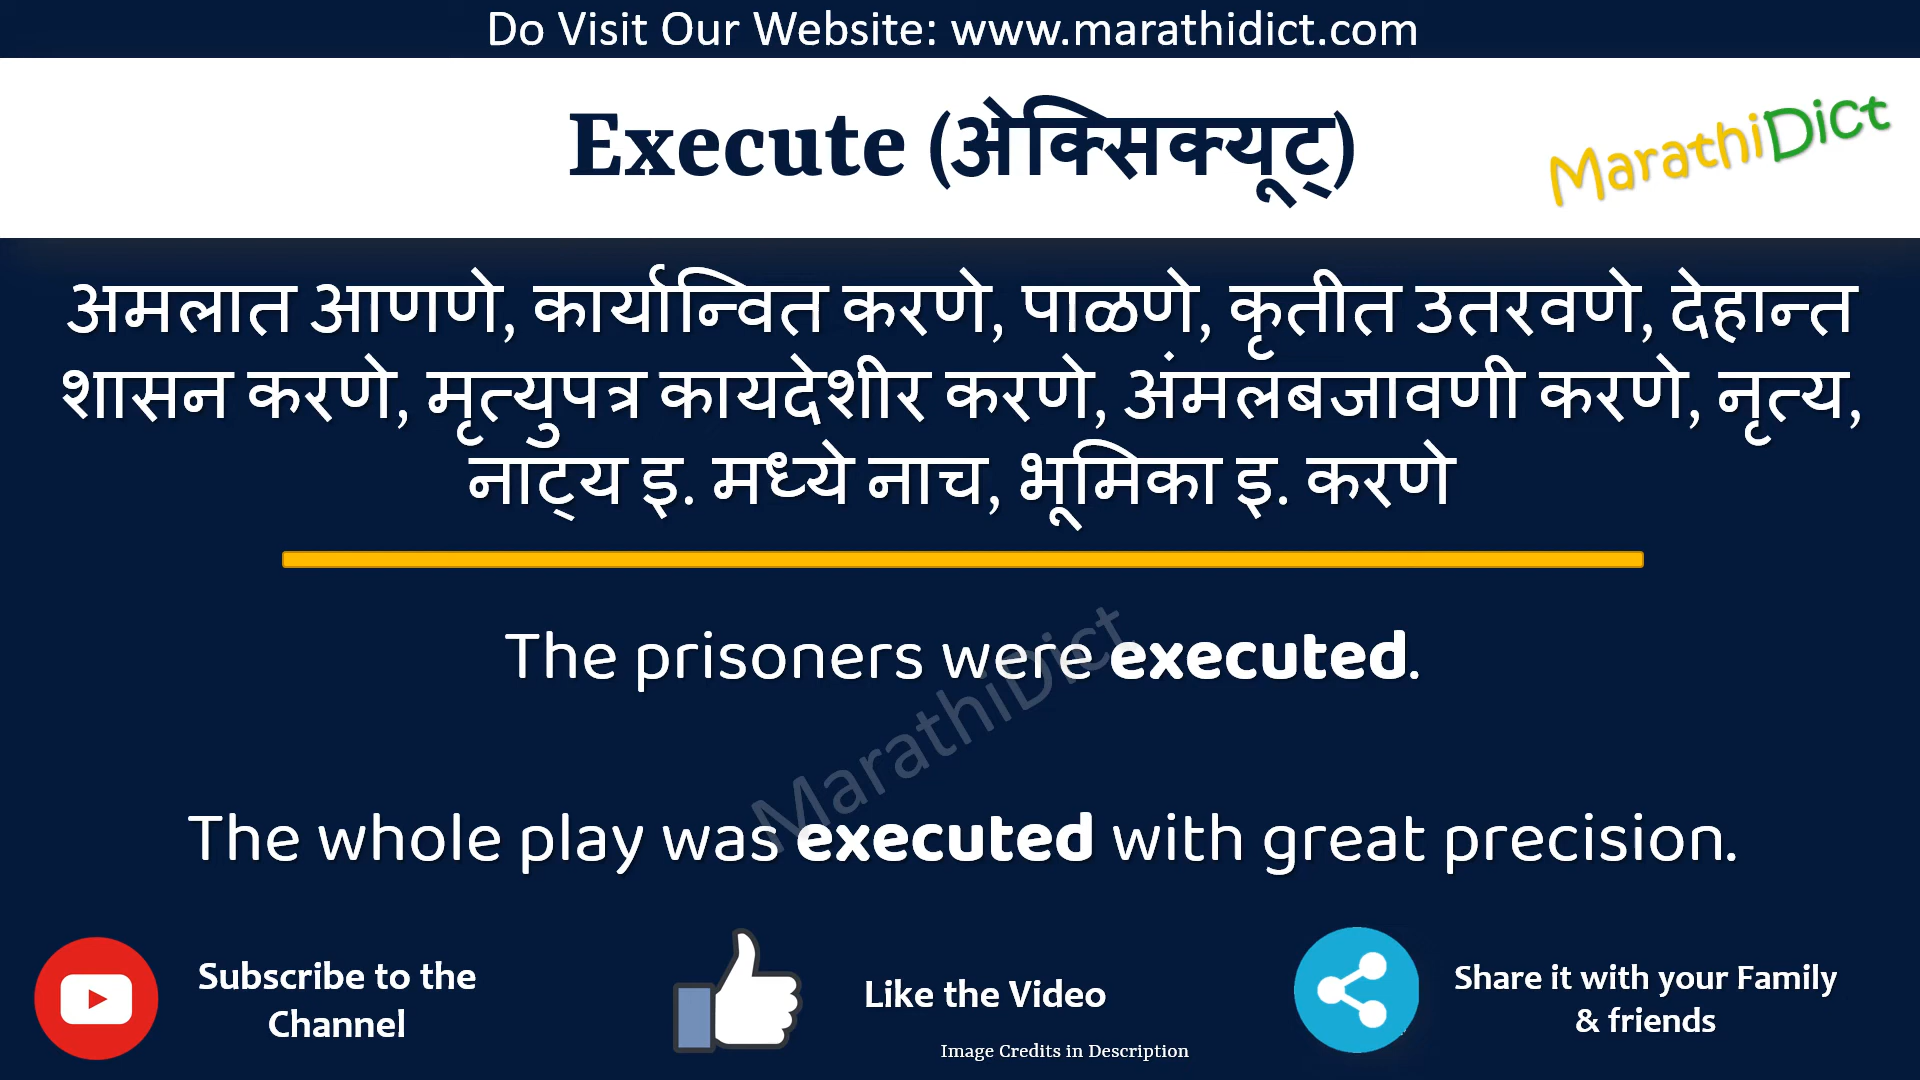 Do Visit Our Website: www.marathidict.com
Execute (अेक्सिक्यूट्)
MarathiDict
अमलात आणणे, कार्यान्वित करणे, पाळणे, कृतीत उतरवणे, देहान्त
शासन करणे, मृत्युपत्र कायदेशीर करणे, अंमलबजावणी करणे, नृत्य,
नाट्य इ. मध्ये नाच, भूमिका इ. करणे
The prisoners were executed.
MarathiDict
The whole play was executed with great precision.
Subscribe to the
Channel
Like the Video
Share it with your Family
& friends
Image Credits in Description